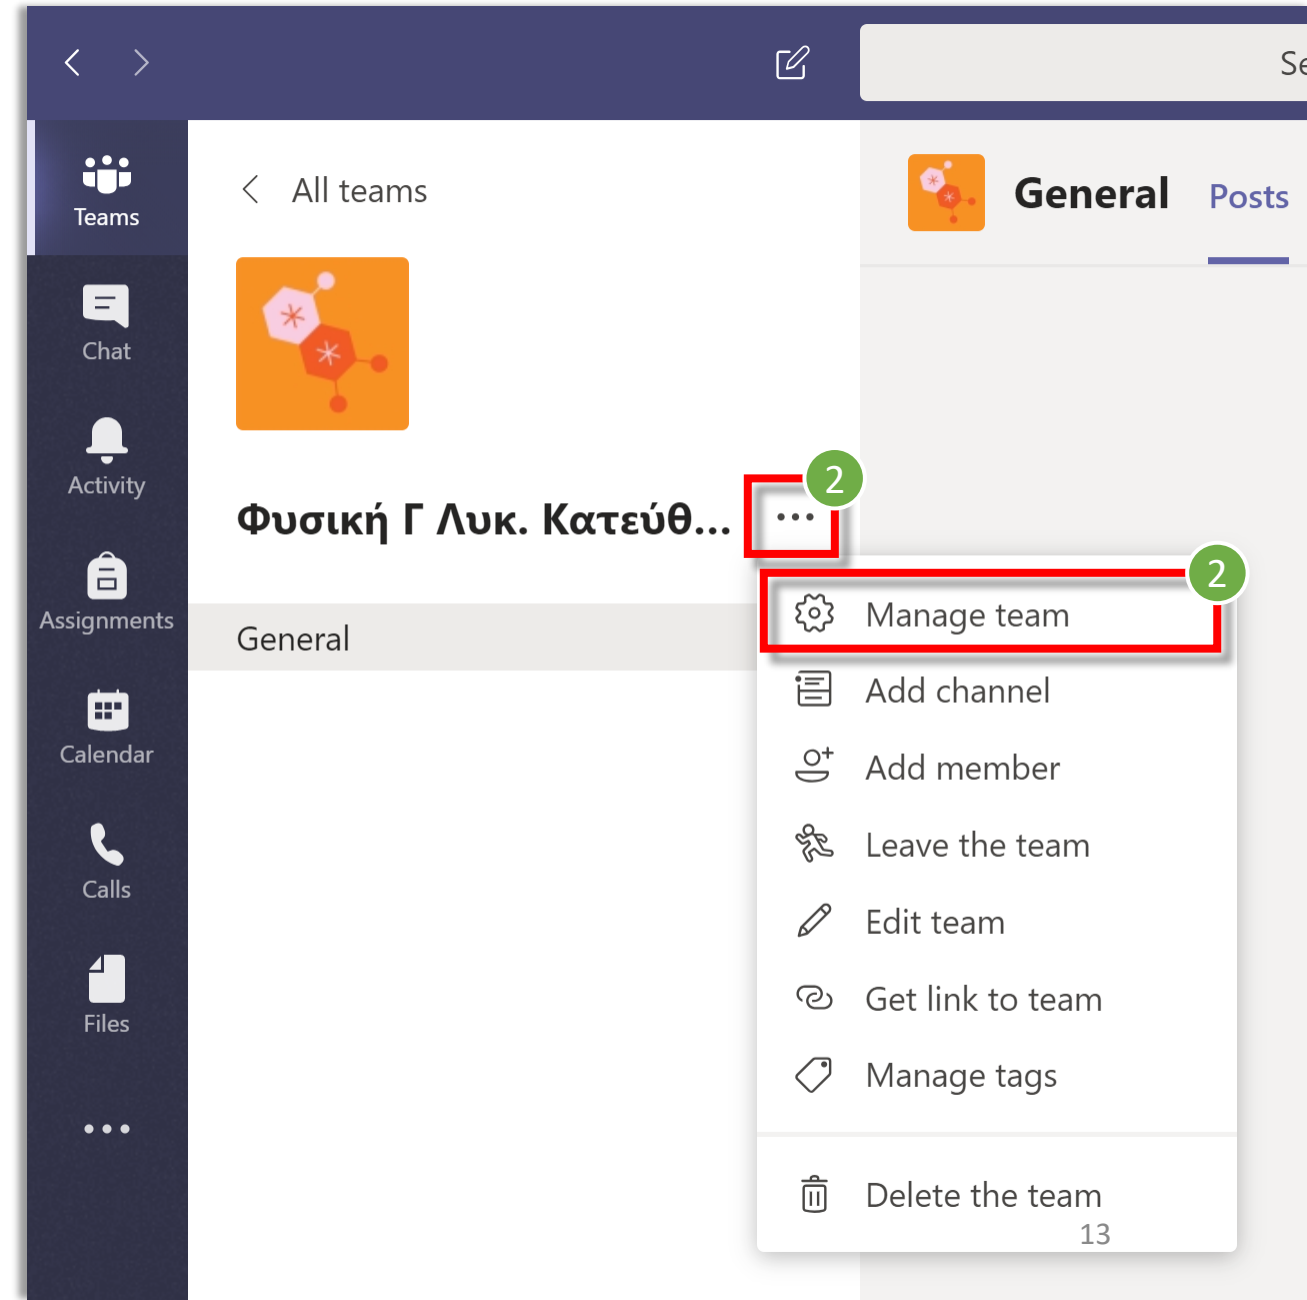 Se
Teams
Chat
Activity
Assignments
Calendar
Calls
Files
All teams
Φυσική Γ Λυκ. Κατεύθ...
General
General Posts
2
2
Manage team
Add channel
Add member
Leave the team
Edit team
Get link to team
Manage tags
Delete the team
13